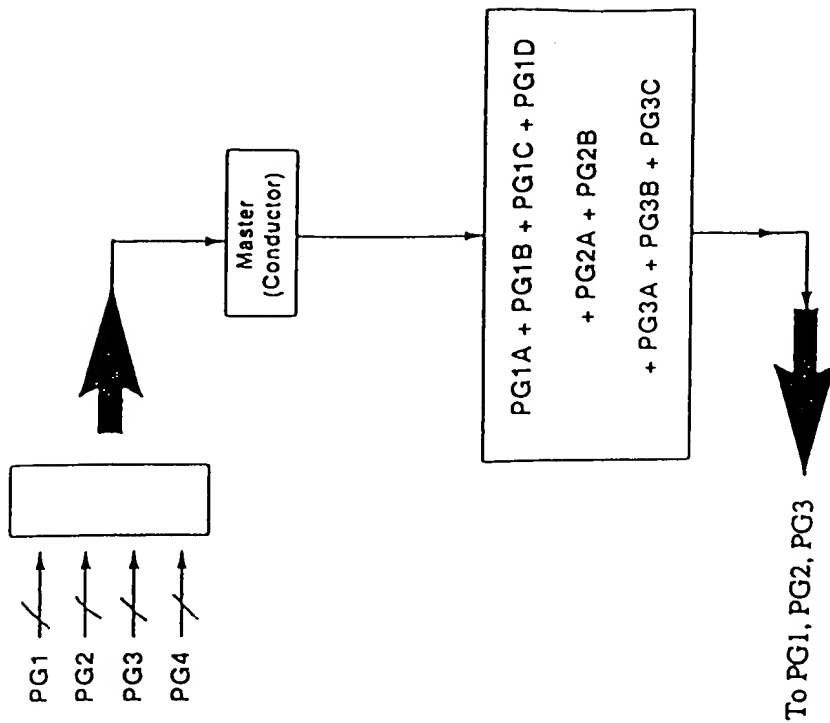 PG1
PG2
PG3
PG4
Master
(Conductor)
PG1A + PG1B + PG1C + PG1D
+ PG2A + PG2B
+ PG3A + PG3B + PG3C
To PG1, PG2, PG3